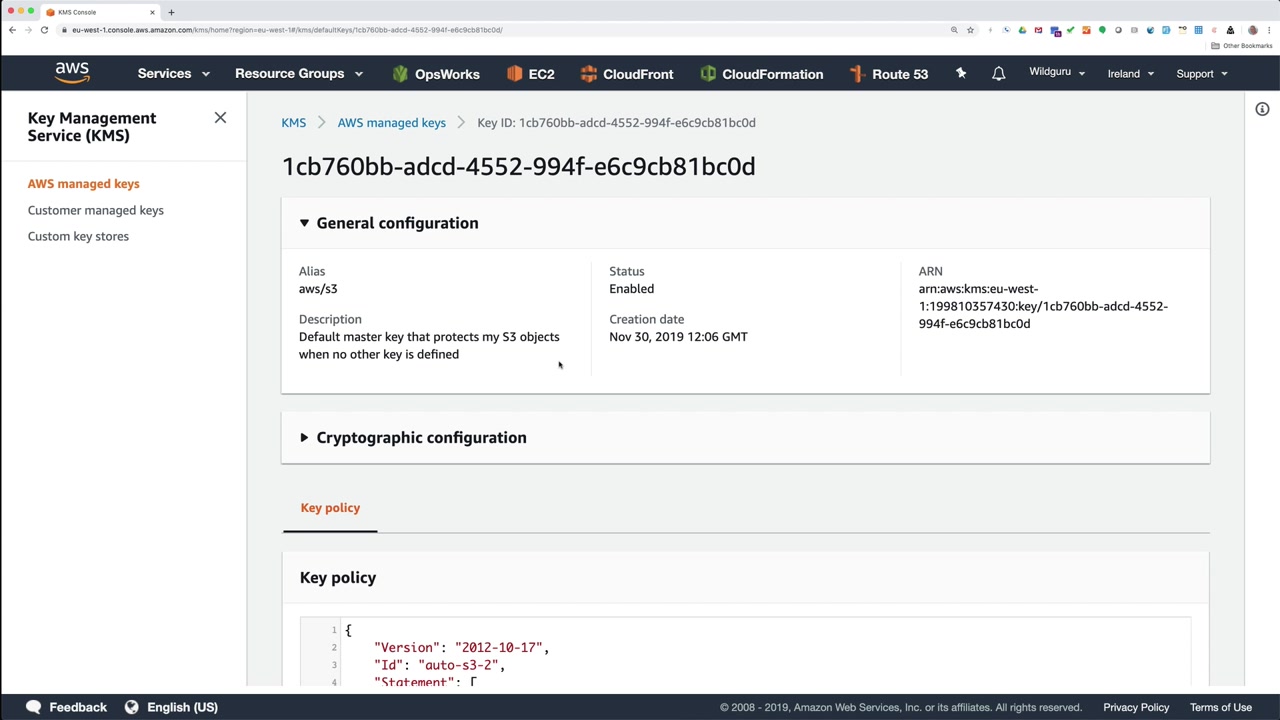 KMS Console
eu-west-1.console.aws.amazon.com/kms/home?region=eu-west-1#/kms/defaultKeys/1cb760bb-adcd-4552-994f-e6c9cb81bc0d/
Other Bookmarks
aws
Services
Resource Groups
OpsWorks
EC2
CloudFront
CloudFormation
Route 53
Wildguru
Ireland
Support
Key Management
Service (KMS)
AWS managed keys
Customer managed keys
Custom key stores
KMS
AWS managed keys
Key ID: 1cb760bb-adcd-4552-994f-e6c9cb81bc0d
1cb760bb-adcd-4552-994f-e6c9cb81bc0d
General configuration
Alias
aws/s3
Description
Default master key that protects my S3 objects
when no other key is defined
Status
Enabled
Creation date
Nov 30, 2019 12:06 GMT
ARN
arn:aws:kms:eu-west-
1:199810357430:key/1cb760bb-adcd-4552-
994f-e6c9cb81bc0d
Cryptographic configuration
Key policy
Key policy
1 {
2 "Version": "2012-10-17",
3 "Id": "auto-s3-2",
4 "Statement": [
Feedback
English (US)
© 2008 - 2019, Amazon Web Services, Inc. or its affiliates. All rights reserved.
Privacy Policy
Terms of Use